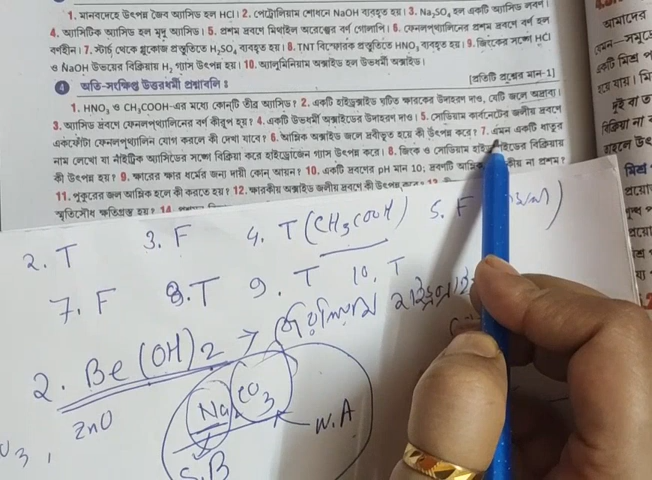 1. মানবদেহে উৎপন্ন জৈব অ্যাসিড হল HCl। 2. পেট্রোলিয়াম শোধনে NaOH ব্যবহৃত হয়। 3. Na₂SO₄ হল একটি অ্যাসিড লবণ।
4. অ্যাসিটিক অ্যাসিড হল মৃদু অ্যাসিড। 5. প্রশম দ্রবণে মিথাইল অরেঞ্জের বর্ণ গোলাপি। 6. ফেনলপথ্যালিনের প্রশম দ্রবণে বর্ণ হল
বর্ণহীন। 7. স্টার্চ থেকে গ্লুকোজ প্রস্তুতিতে H₂SO₄ ব্যবহৃত হয়। 8. TNT বিস্ফোরক প্রস্তুতিতে HNO₃ ব্যবহৃত হয়। 9. জিংকের সঙ্গে HCl
ও NaOH উভয়ের বিক্রিয়ায় H₂ গ্যাস উৎপন্ন হয়। 10. অ্যালুমিনিয়াম অক্সাইড হল উভধর্মী অক্সাইড।
4 অতি-সংক্ষিপ্ত উত্তরধর্মী প্রশ্নাবলি : [প্রতিটি প্রশ্নের মান-1]
1. HNO₃ ও CH₃COOH-এর মধ্যে কোন্‌টি তীব্র অ্যাসিড? 2. একটি হাইড্রক্সাইড ঘটিত ক্ষারকের উদাহরণ দাও, যেটি জলে অদ্রাব্য।
3. অ্যাসিড দ্রবণে ফেনলপথ্যালিনের বর্ণ কীরূপ হয়? 4. একটি উভধর্মী অক্সাইডের উদাহরণ দাও। 5. সোডিয়াম কার্বনেটের জলীয় দ্রবণে
একফোঁটা ফেনলপথ্যালিন যোগ করলে কী দেখা যাবে? 6. আম্লিক অক্সাইড জলে দ্রবীভূত হয়ে কী উৎপন্ন করে? 7. এমন একটি ধাতুর
নাম লেখো যা নাইট্রিক অ্যাসিডের সঙ্গে বিক্রিয়া করে হাইড্রোজেন গ্যাস উৎপন্ন করে। 8. জিংক ও সোডিয়াম বিক্রিয়ায়
কী উৎপন্ন হয়? 9. ক্ষারের ক্ষার ধর্মের জন্য দায়ী কোন্ আয়ন? 10. একটি দ্রবণের pH মান 10; দ্রবণটি না প্রশম?
11. পুকুরের জল আম্লিক হলে কী করতে হয়? 12. ক্ষারকীয় অক্সাইড জলীয় দ্রবণে কী
স্মৃতিসৌধ ক্ষতিগ্রস্ত হয়? 14.
আমাদের
2. T 3. F 4. T (CH₃COOH) 5. F
7. F 8. T 9. T 10. T
2. Be(OH)₂ →
ZnO
Na₂CO₃ W.A
S.B